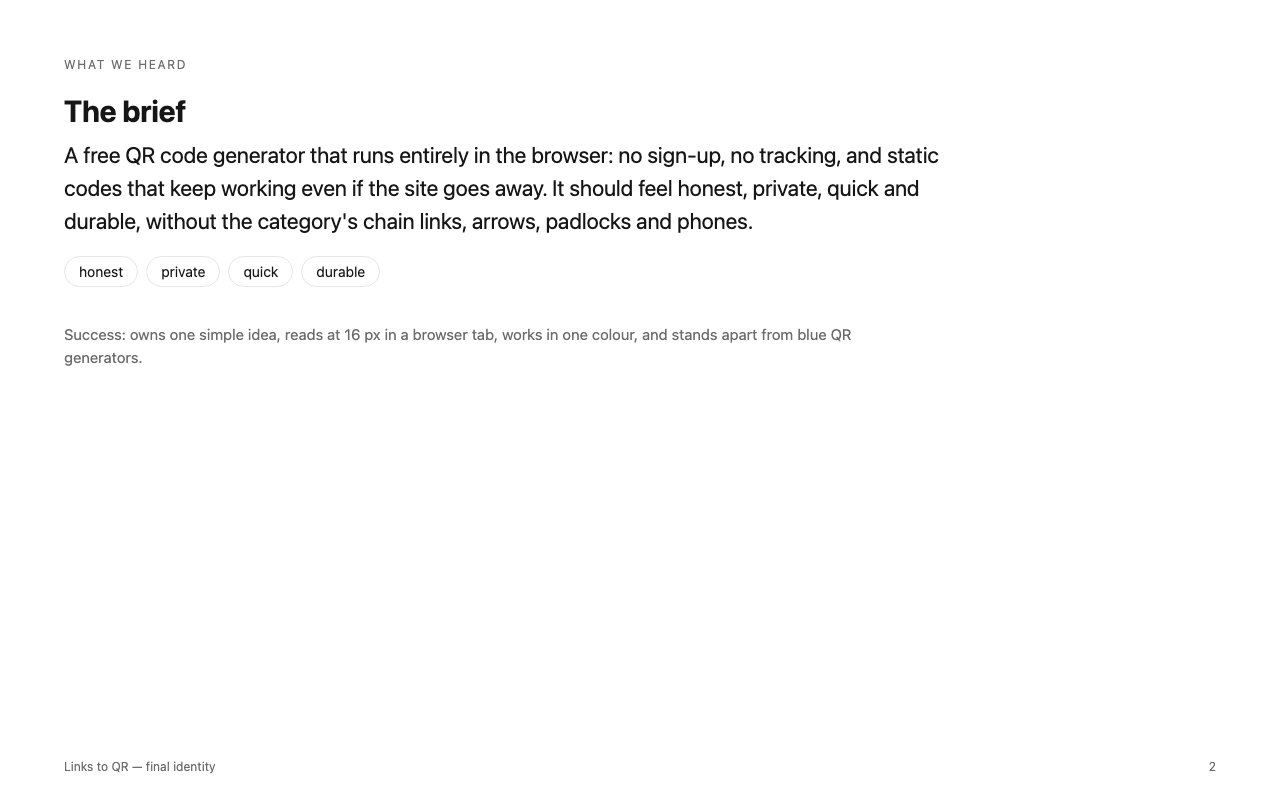 WHAT WE HEARD
The brief
A free QR code generator that runs entirely in the browser: no sign-up, no tracking, and static
codes that keep working even if the site goes away. It should feel honest, private, quick and
durable, without the category's chain links, arrows, padlocks and phones.
honest private quick durable
Success: owns one simple idea, reads at 16 px in a browser tab, works in one colour, and stands apart from blue QR
generators.
Links to QR — final identity 2